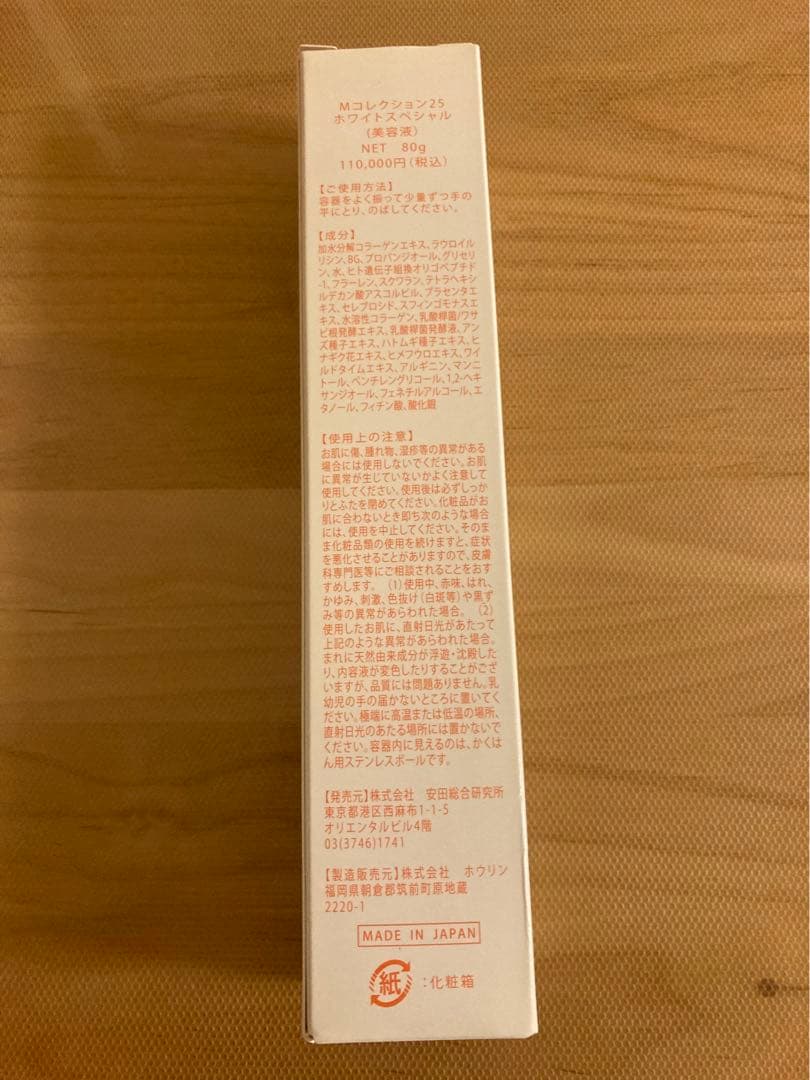 Mコレクション25
ホワイトスペシャル
(美容液)
NET 80g
110,000円(税込)
【ご使用方法】
容器をよく振って少量ずつ手の
平にとり、のばしてください。
【成分】
加水分解コラーゲンエキス、ラウロイル
リシン、BG、プロパンジオール、グリセリ
ン、水、ヒト遺伝子組換オリゴペプチド
-1、フラーレン、スクワラン、テトラヘキシ
ルデカン酸アスコルビル、プラセンタエ
キス、セレブロシド、スフィンゴモナスエ
キス、水溶性コラーゲン、乳酸桿菌/ワサ
ビ根発酵エキス、乳酸桿菌発酵液、アン
ズ種子エキス、ハトムギ種子エキス、ヒ
ナギク花エキス、ヒメフウロエキス、ワイ
ルドタイムエキス、アルギニン、マンニ
トール、ペンチレングリコール、1,2-ヘキ
サンジオール、フェネチルアルコール、エ
タノール、フィチン酸、酸化銀
【使用上の注意】
お肌に傷、腫れ物、湿疹等の異常がある
場合には使用しないでください。お肌
に異常が生じていないかよく注意して
使用してください。使用後は必ずしっか
りとふたを閉めてください。化粧品がお
肌に合わないとき即ち次のような場合
には、使用を中止してください。そのま
ま化粧品類の使用を続けますと、症状
を悪化させることがありますので、皮膚
科専門医等にご相談されることをおす
すめします。 (1)使用中、赤味、はれ、
かゆみ、刺激、色抜け(白斑等)や黒ず
み等の異常があらわれた場合。 (2)
使用したお肌に、直射日光があたって
上記のような異常があらわれた場合。
まれに天然由来成分が浮遊・沈殿した
り、内容液が変色したりすることがござ
いますが、品質には問題ありません。乳
幼児の手の届かないところに置いてく
ださい。極端に高温または低温の場所、
直射日光のあたる場所には置かないで
ください。容器内に見えるのは、かくは
ん用ステンレスボールです。
【発売元】株式会社 安田総合研究所
東京都港区西麻布1-1-5
オリエンタルビル4階
03(3746)1741
【製造販売元】株式会社 ホウリン
福岡県朝倉郡筑前町原地蔵
2220-1
MADE IN JAPAN
紙 :化粧箱